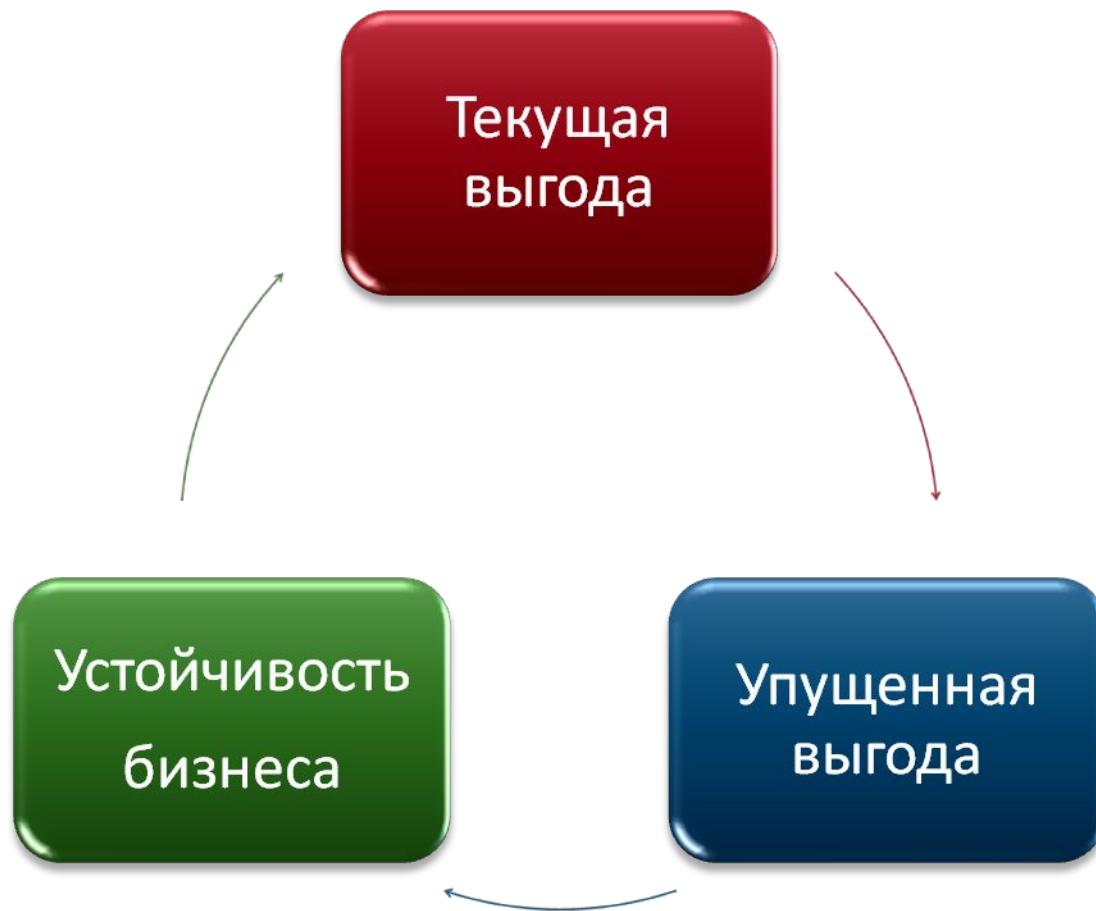 Текущая
выгода
Устойчивость
бизнеса
Упущенная
выгода